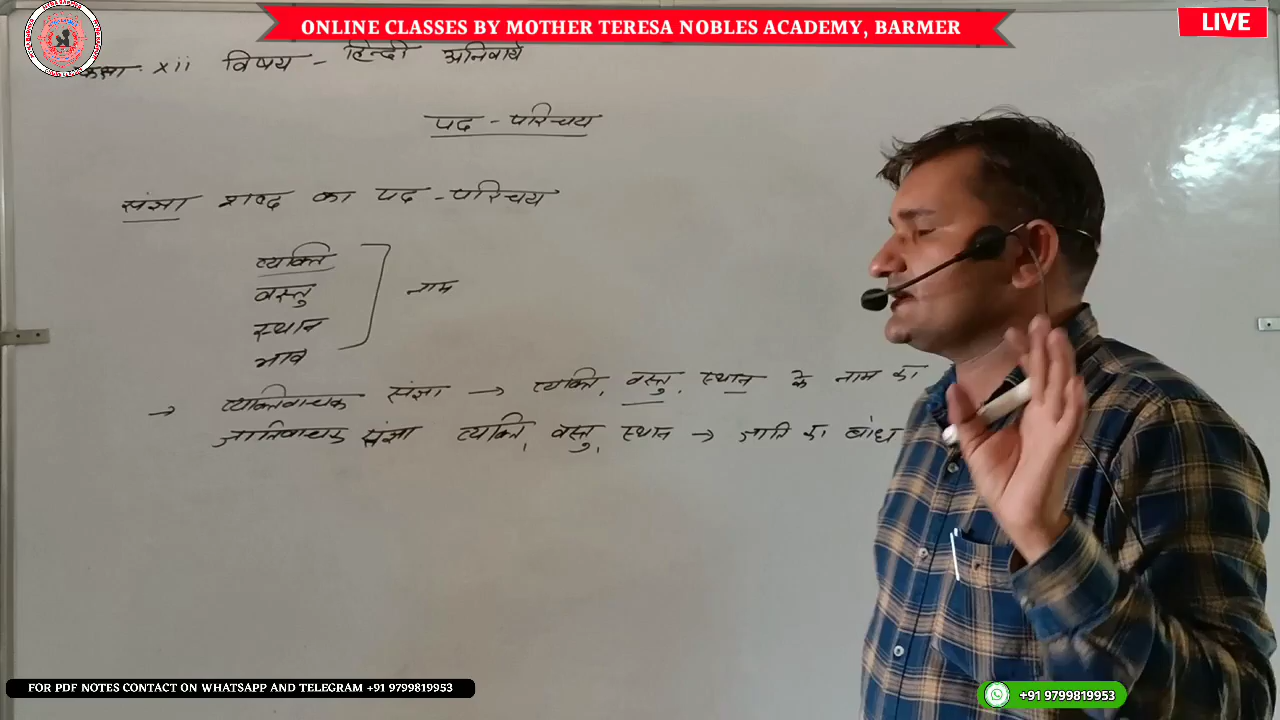 ONLINE CLASSES BY MOTHER TERESA NOBLES ACADEMY, BARMER
LIVE
कक्षा xii विषय - हिन्दी अनिवार्य
पद - परिचय
संज्ञा शब्द का पद - परिचय
व्यक्ति
वस्तु
स्थान
भाव
नाम
→ व्यक्तिवाचक संज्ञा → व्यक्ति, वस्तु, स्थान के नाम का
जातिवाचक संज्ञा व्यक्ति, वस्तु, स्थान → जाति का बोध
FOR PDF NOTES CONTACT ON WHATSAPP AND TELEGRAM +91 9799819953
+91 9799819953